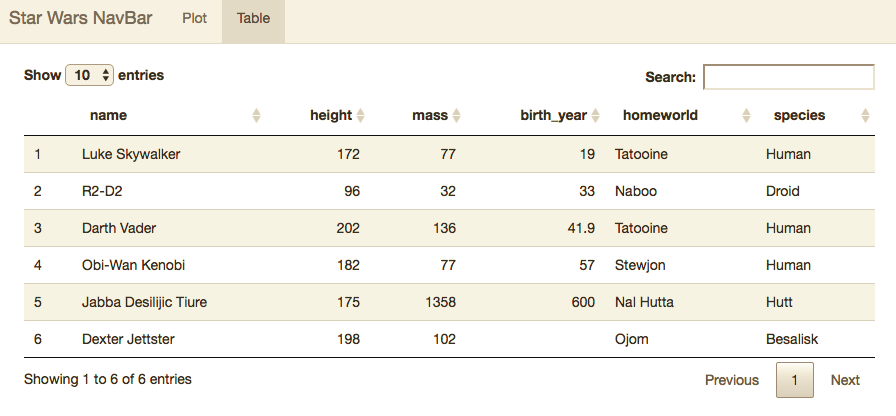 Star Wars NavBar Plot Table
Show 10 entries Search:
name height mass birth_year homeworld species
1 Luke Skywalker 172 77 19 Tatooine Human
2 R2-D2 96 32 33 Naboo Droid
3 Darth Vader 202 136 41.9 Tatooine Human
4 Obi-Wan Kenobi 182 77 57 Stewjon Human
5 Jabba Desilijic Tiure 175 1358 600 Nal Hutta Hutt
6 Dexter Jettster 198 102 Ojom Besalisk
Showing 1 to 6 of 6 entries Previous 1 Next